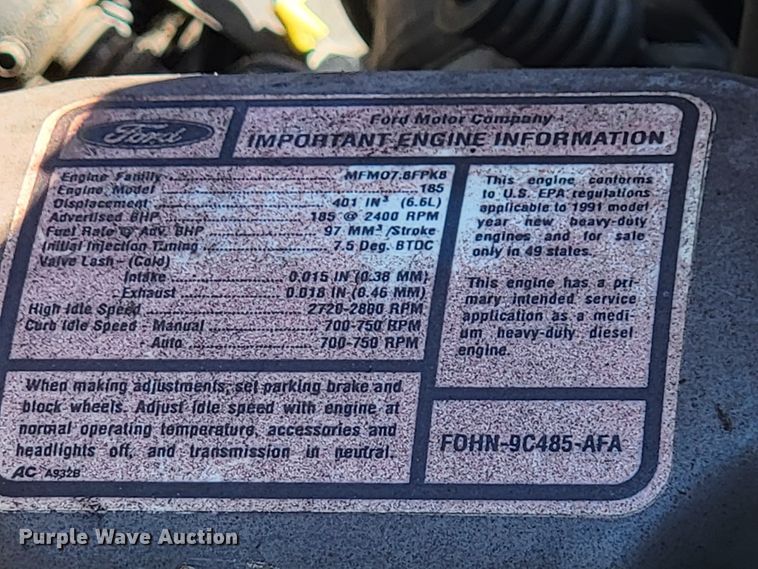 Ford
Ford Motor Company
IMPORTANT ENGINE INFORMATION
Engine Family MFM07.8FPK8
Engine Model 185
Displacement 401 IN³ (6.6L)
Advertised BHP 185 @ 2400 RPM
Fuel Rate @ Adv. BHP 97 MM³/Stroke
Initial Injection Timing 7.5 Deg. BTDC
Valve Lash - (Cold)
Intake 0.015 IN (0.38 MM)
Exhaust 0.018 IN (0.46 MM)
High Idle Speed 2720-2800 RPM
Curb Idle Speed - Manual 700-750 RPM
- Auto 700-750 RPM
This engine conforms
to U.S. EPA regulations
applicable to 1991 model
year new heavy-duty
engines and for sale
only in 49 states.
This engine has a pri-
mary intended service
application as a medi-
um heavy-duty diesel
engine.
When making adjustments, set parking brake and
block wheels. Adjust idle speed with engine at
normal operating temperature, accessories and
headlights off, and transmission in neutral.
AC A932B
FOHN-9C485-AFA
Purple Wave Auction